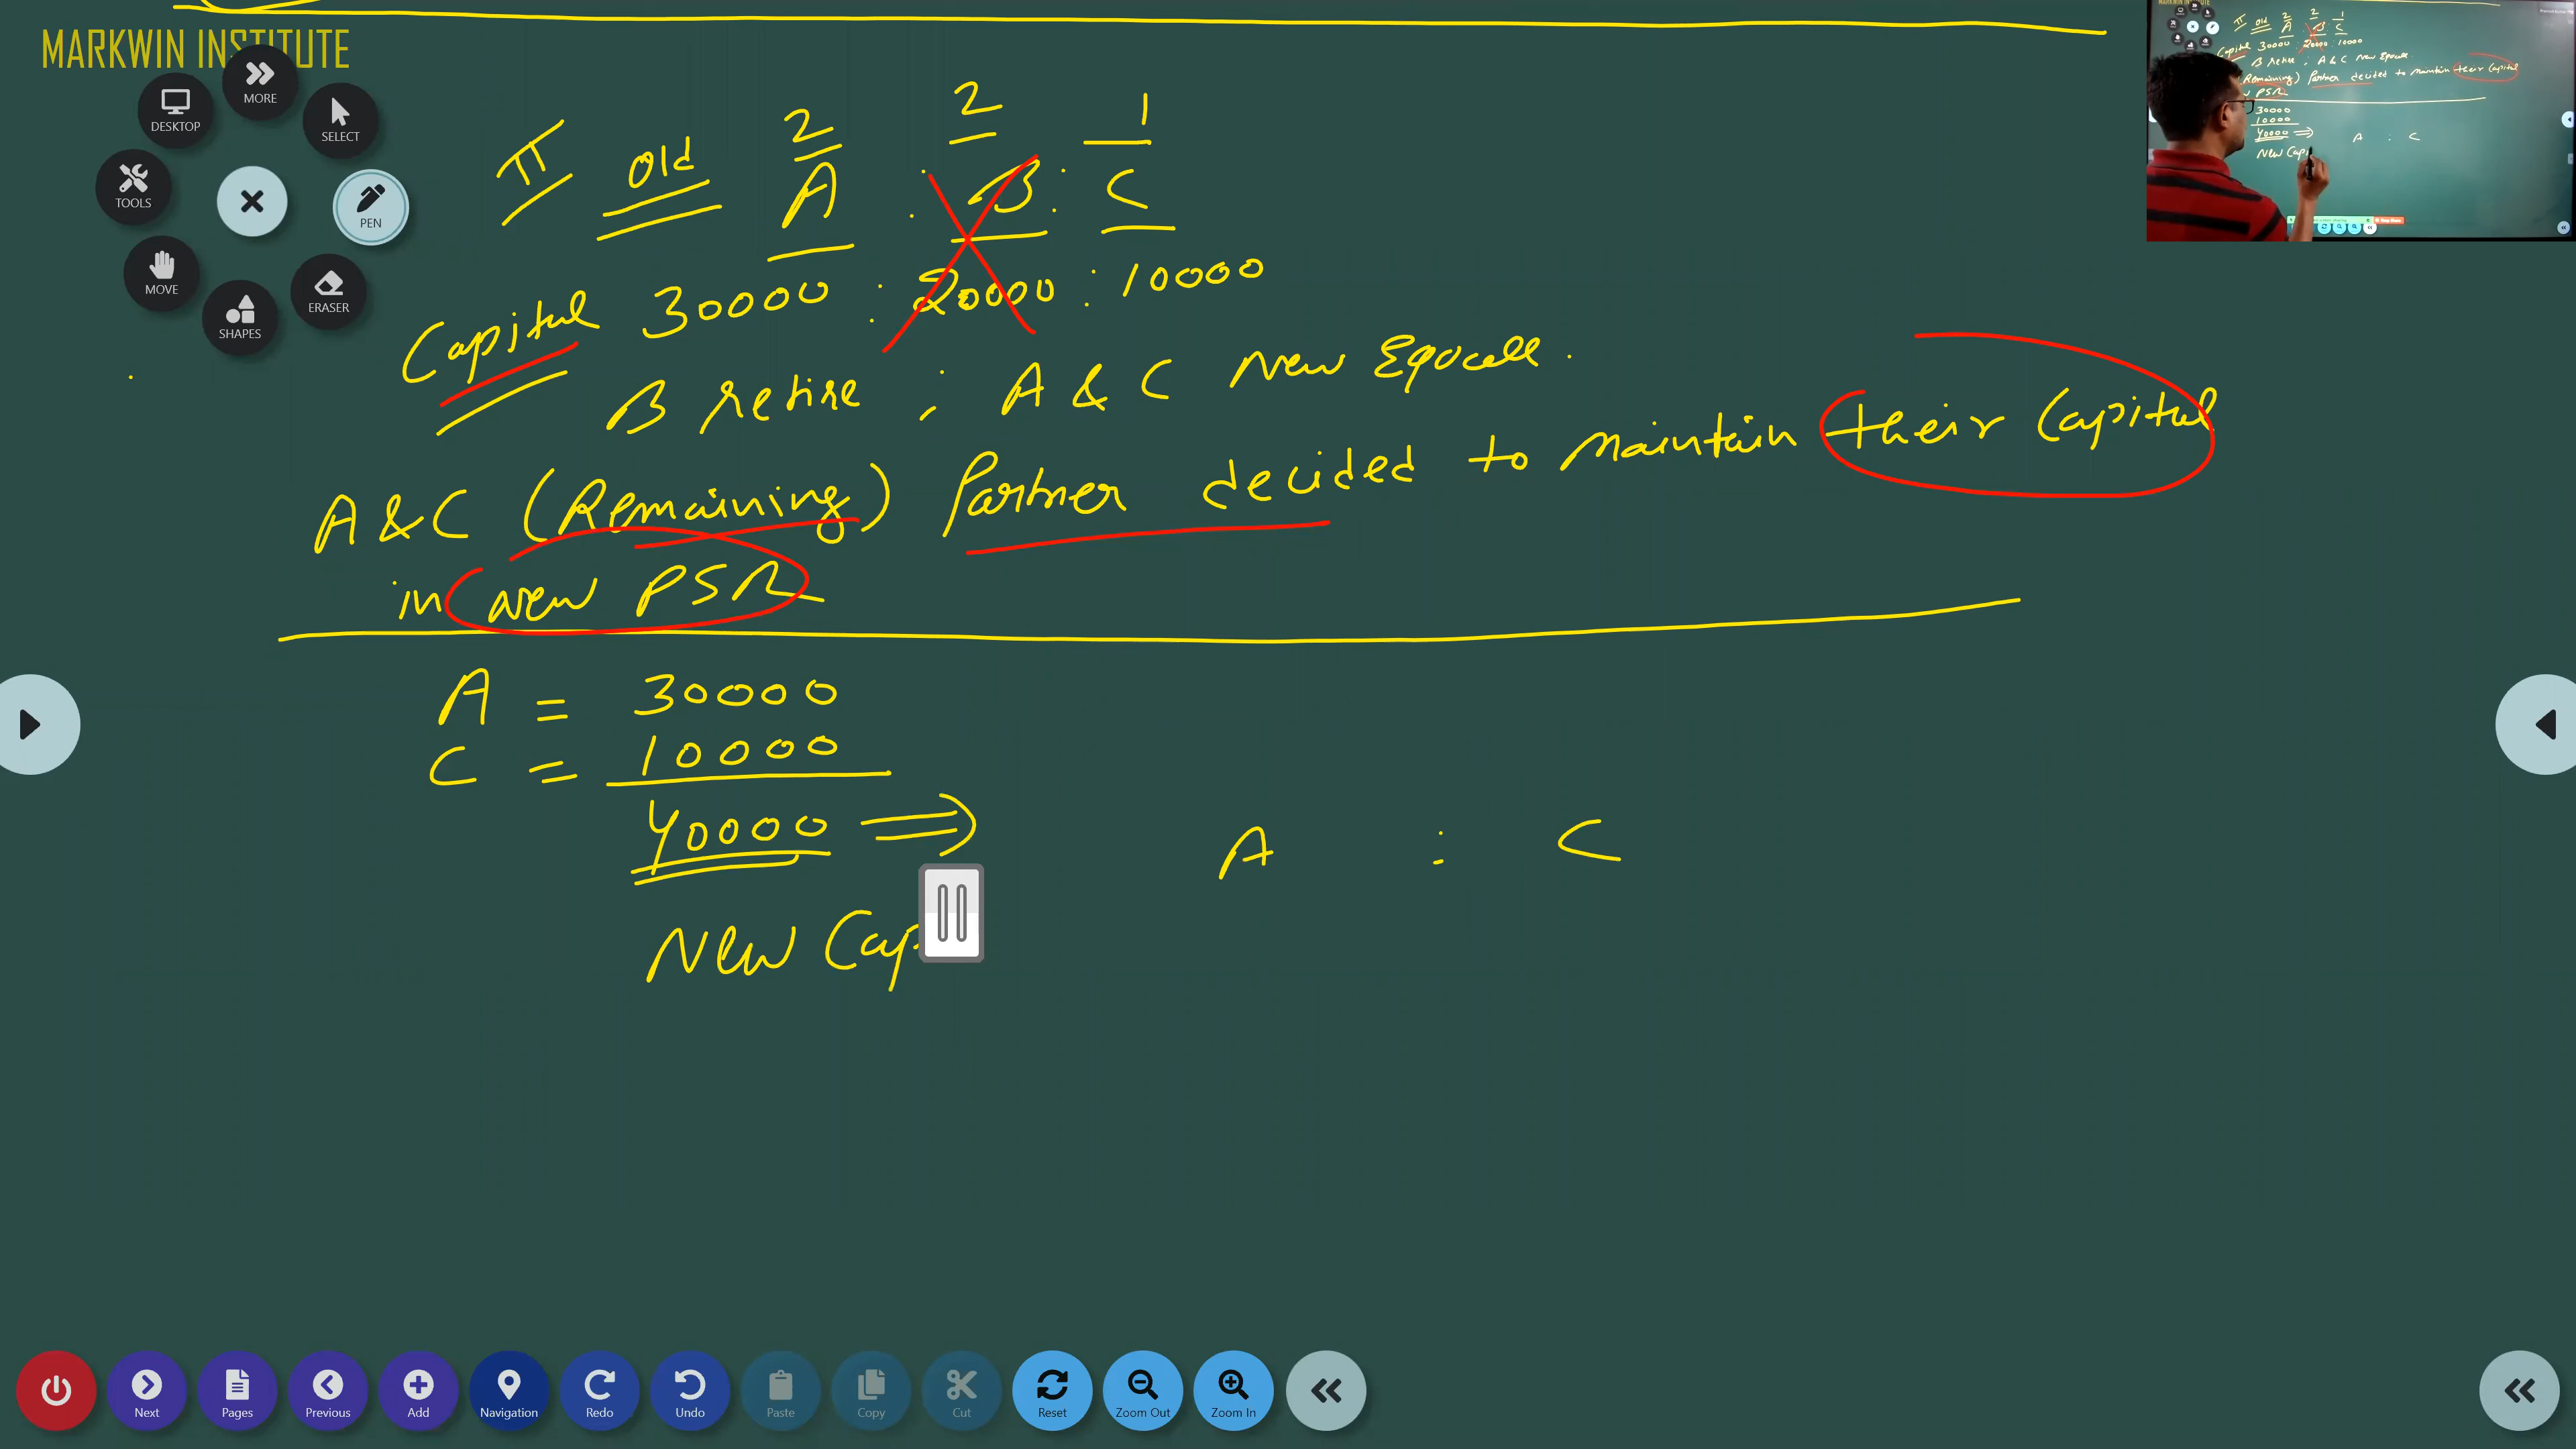 MARKWIN INSTITUTE
MORE
DESKTOP
SELECT
TOOLS
PEN
MOVE
ERASER
SHAPES
2 2 1
II Old A : B : C
Capital 30000 : 20000 : 10000
B retire ; A & C New Equall.
A&C (Remaining) Partner decided to maintain their Capital
in New PSR
A = 30000
C = 10000
40000 ⇒ A : C
New Cap
Next Pages Previous Add Navigation Redo Undo Paste Copy Cut Reset Zoom Out Zoom In